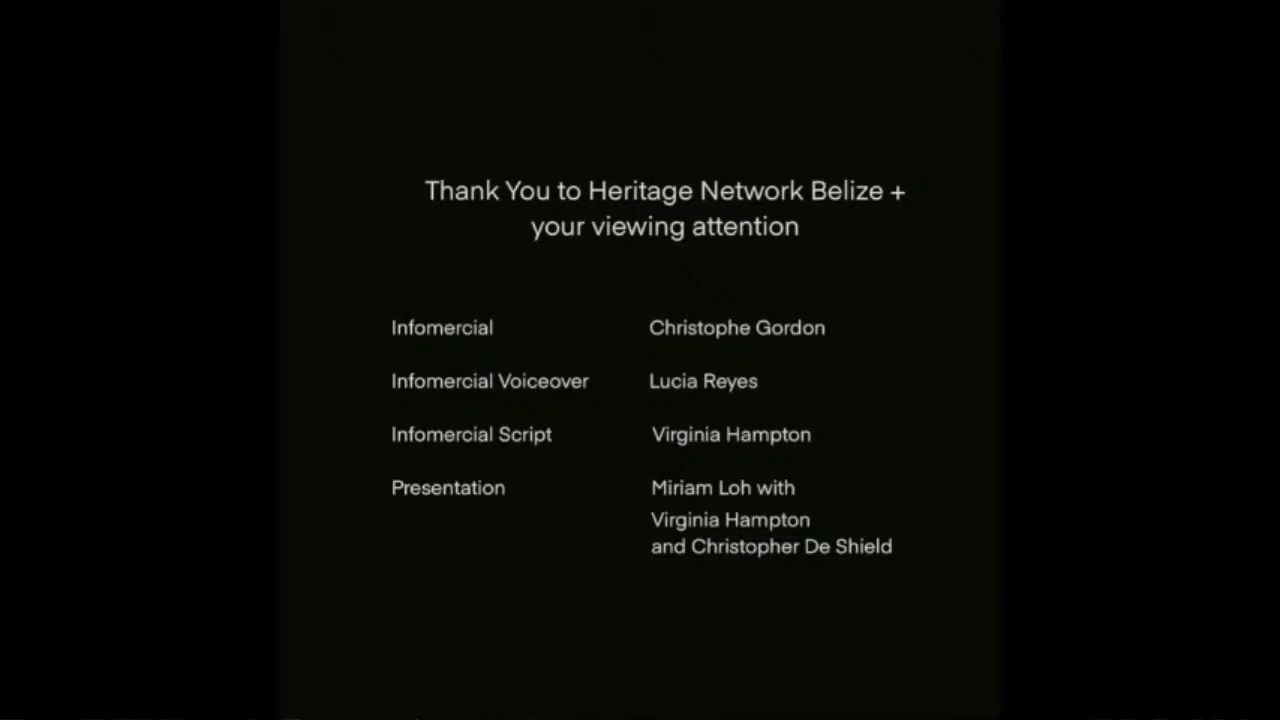 Thank You to Heritage Network Belize +
your viewing attention
Infomercial Christophe Gordon
Infomercial Voiceover Lucia Reyes
Infomercial Script Virginia Hampton
Presentation Miriam Loh with
Virginia Hampton
and Christopher De Shield